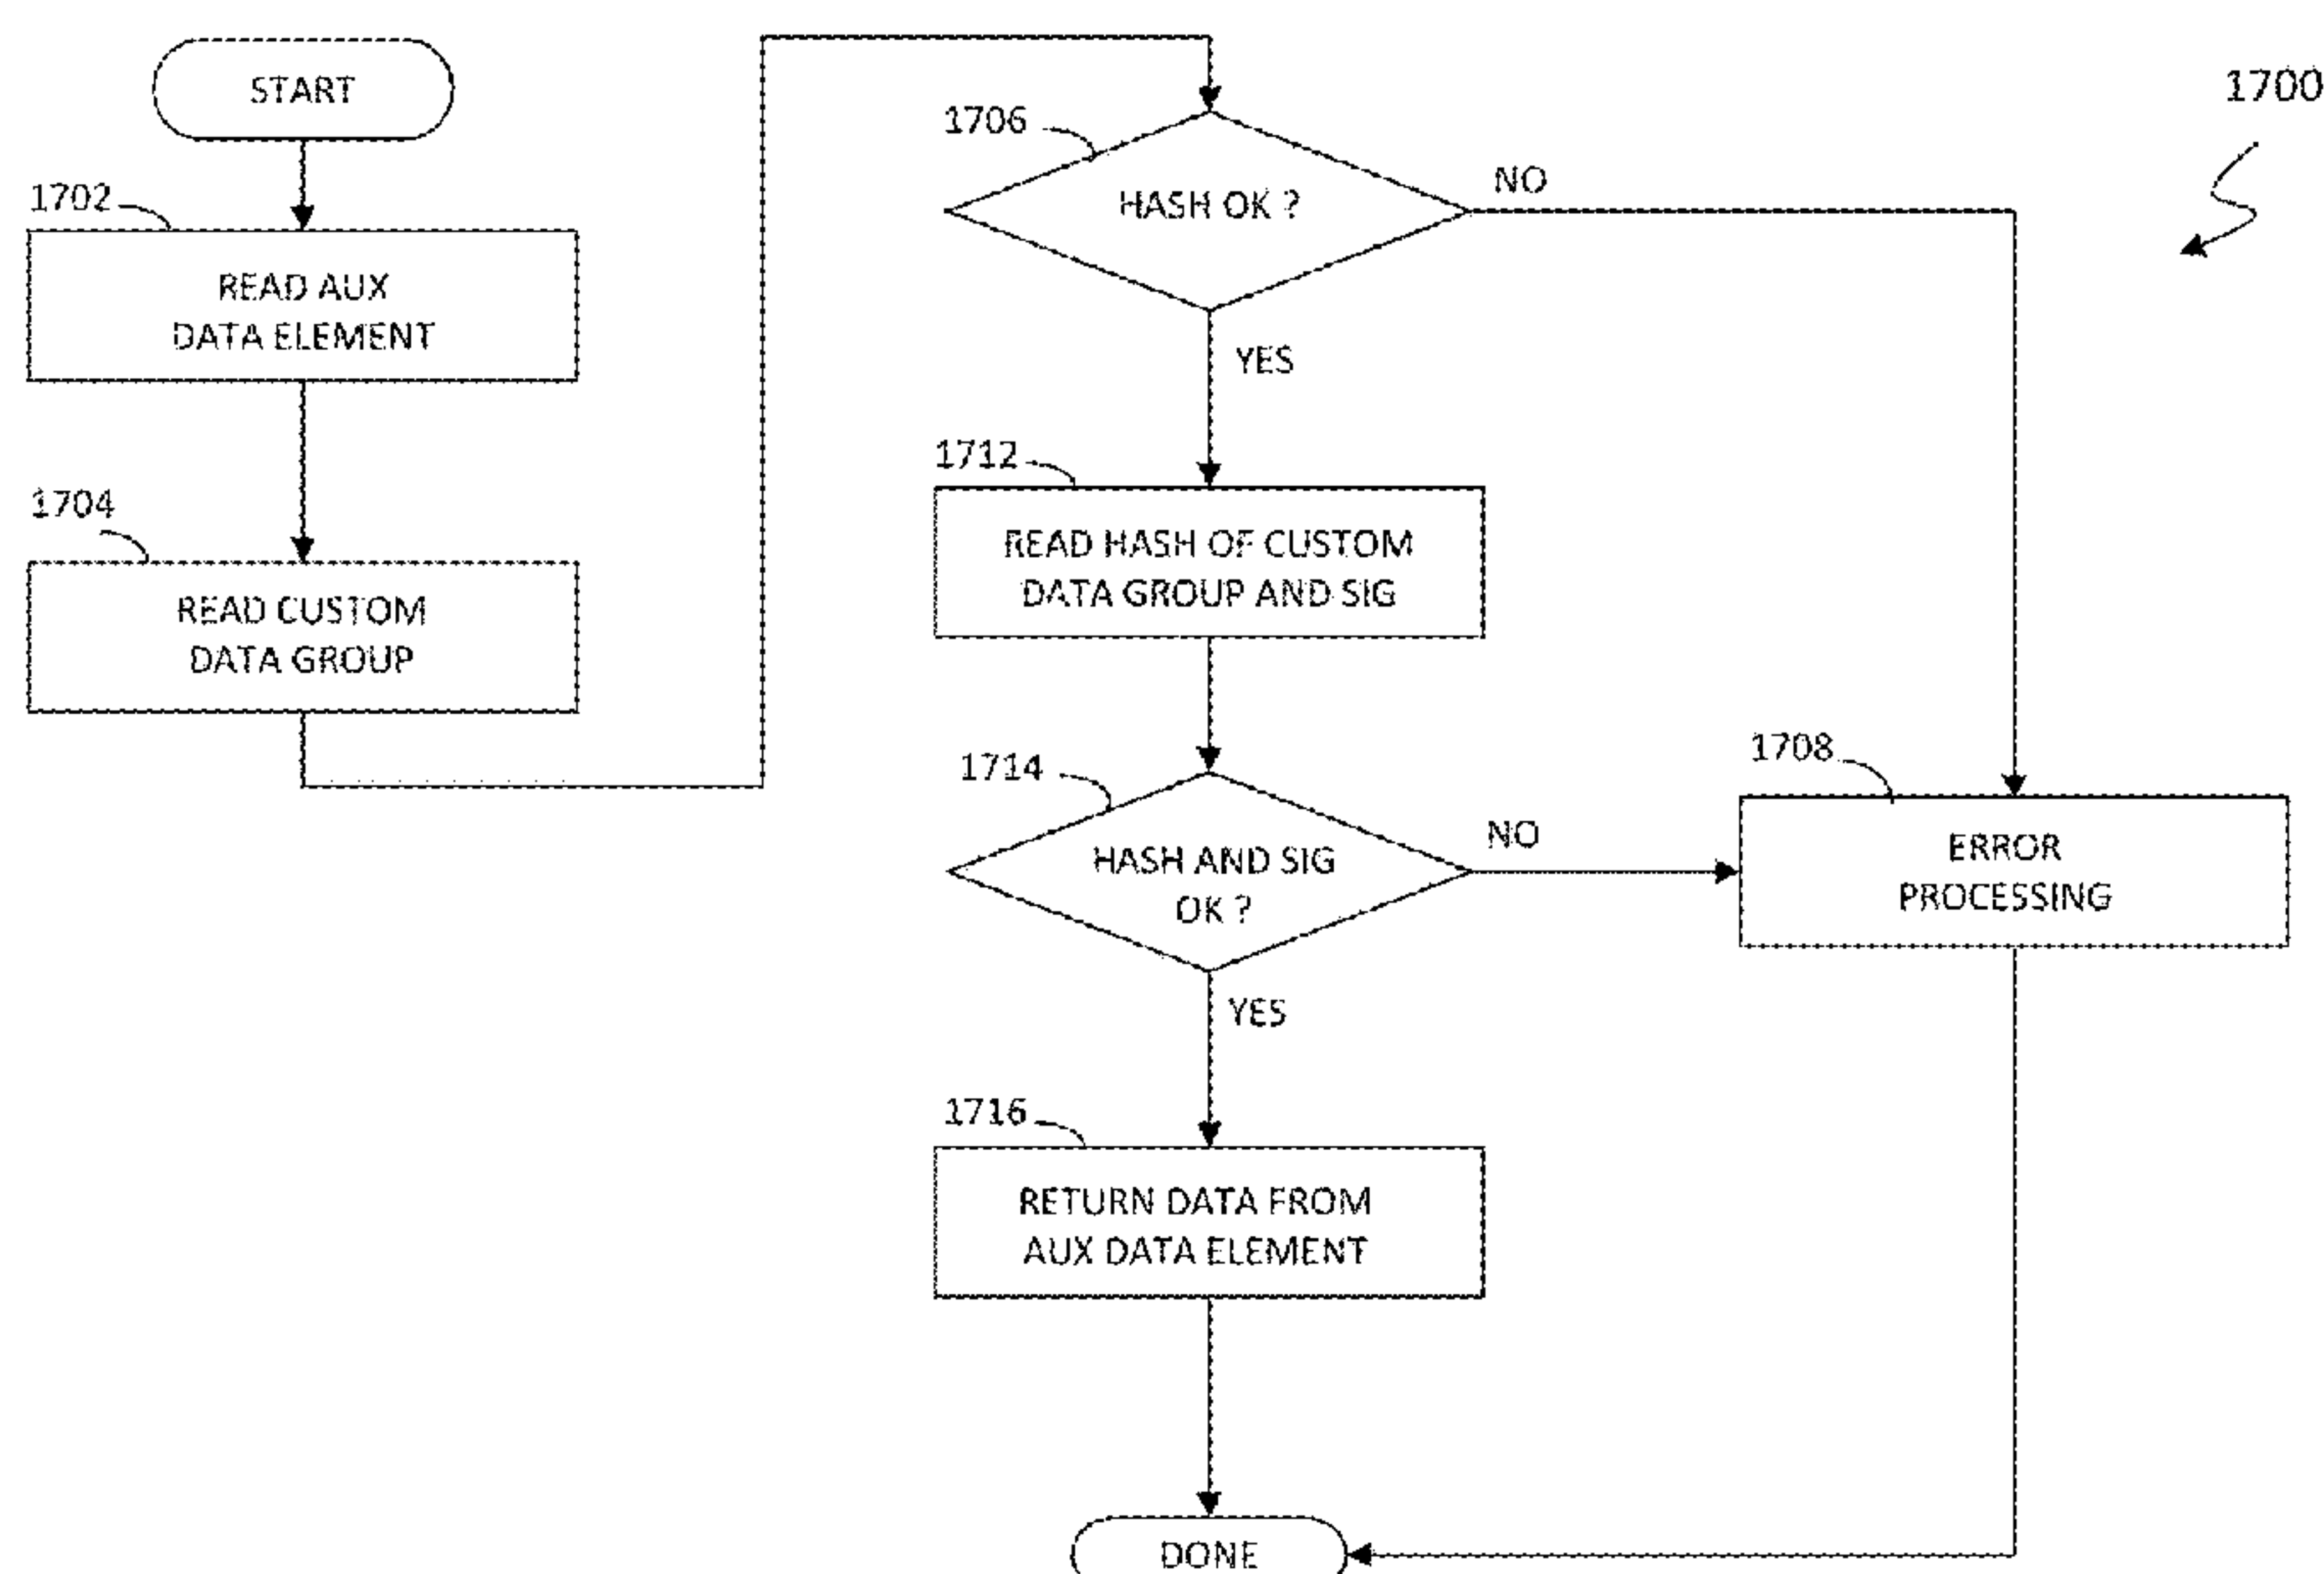 START
1702
READ AUX
DATA ELEMENT
1704
READ CUSTOM
DATA GROUP
1706
HASH OK ?
NO
YES
1700
1712
READ HASH OF CUSTOM
DATA GROUP AND SIG
1714
HASH AND SIG
OK ?
NO
YES
1708
ERROR
PROCESSING
1716
RETURN DATA FROM
AUX DATA ELEMENT
DONE